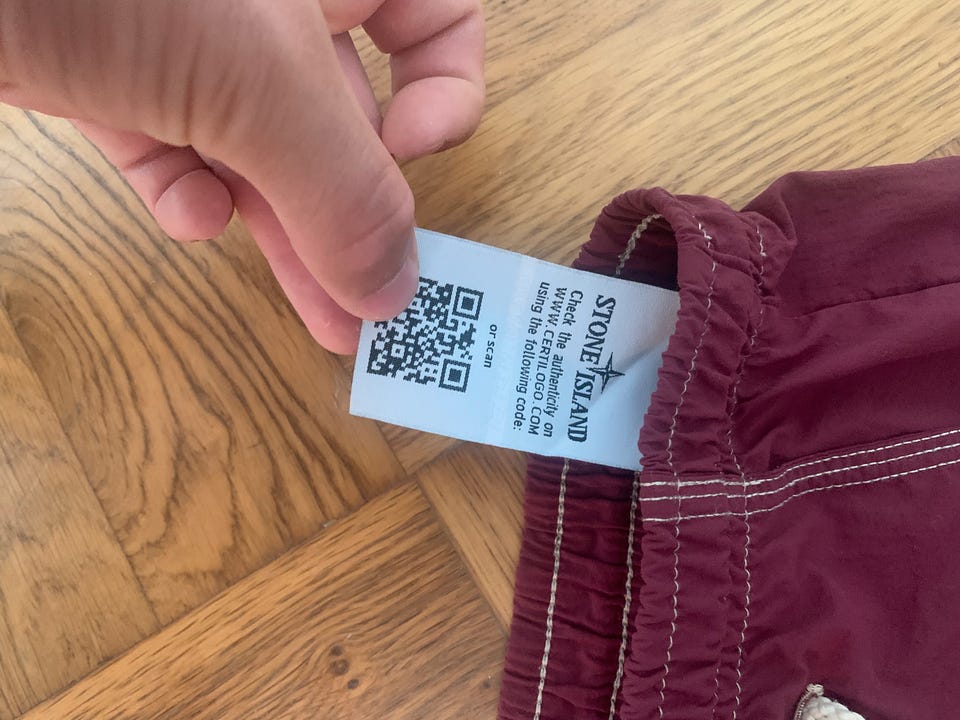 STONE ISLAND
Check the authenticity on
WWW.CERTILOGO.COM
using the following code:
or scan